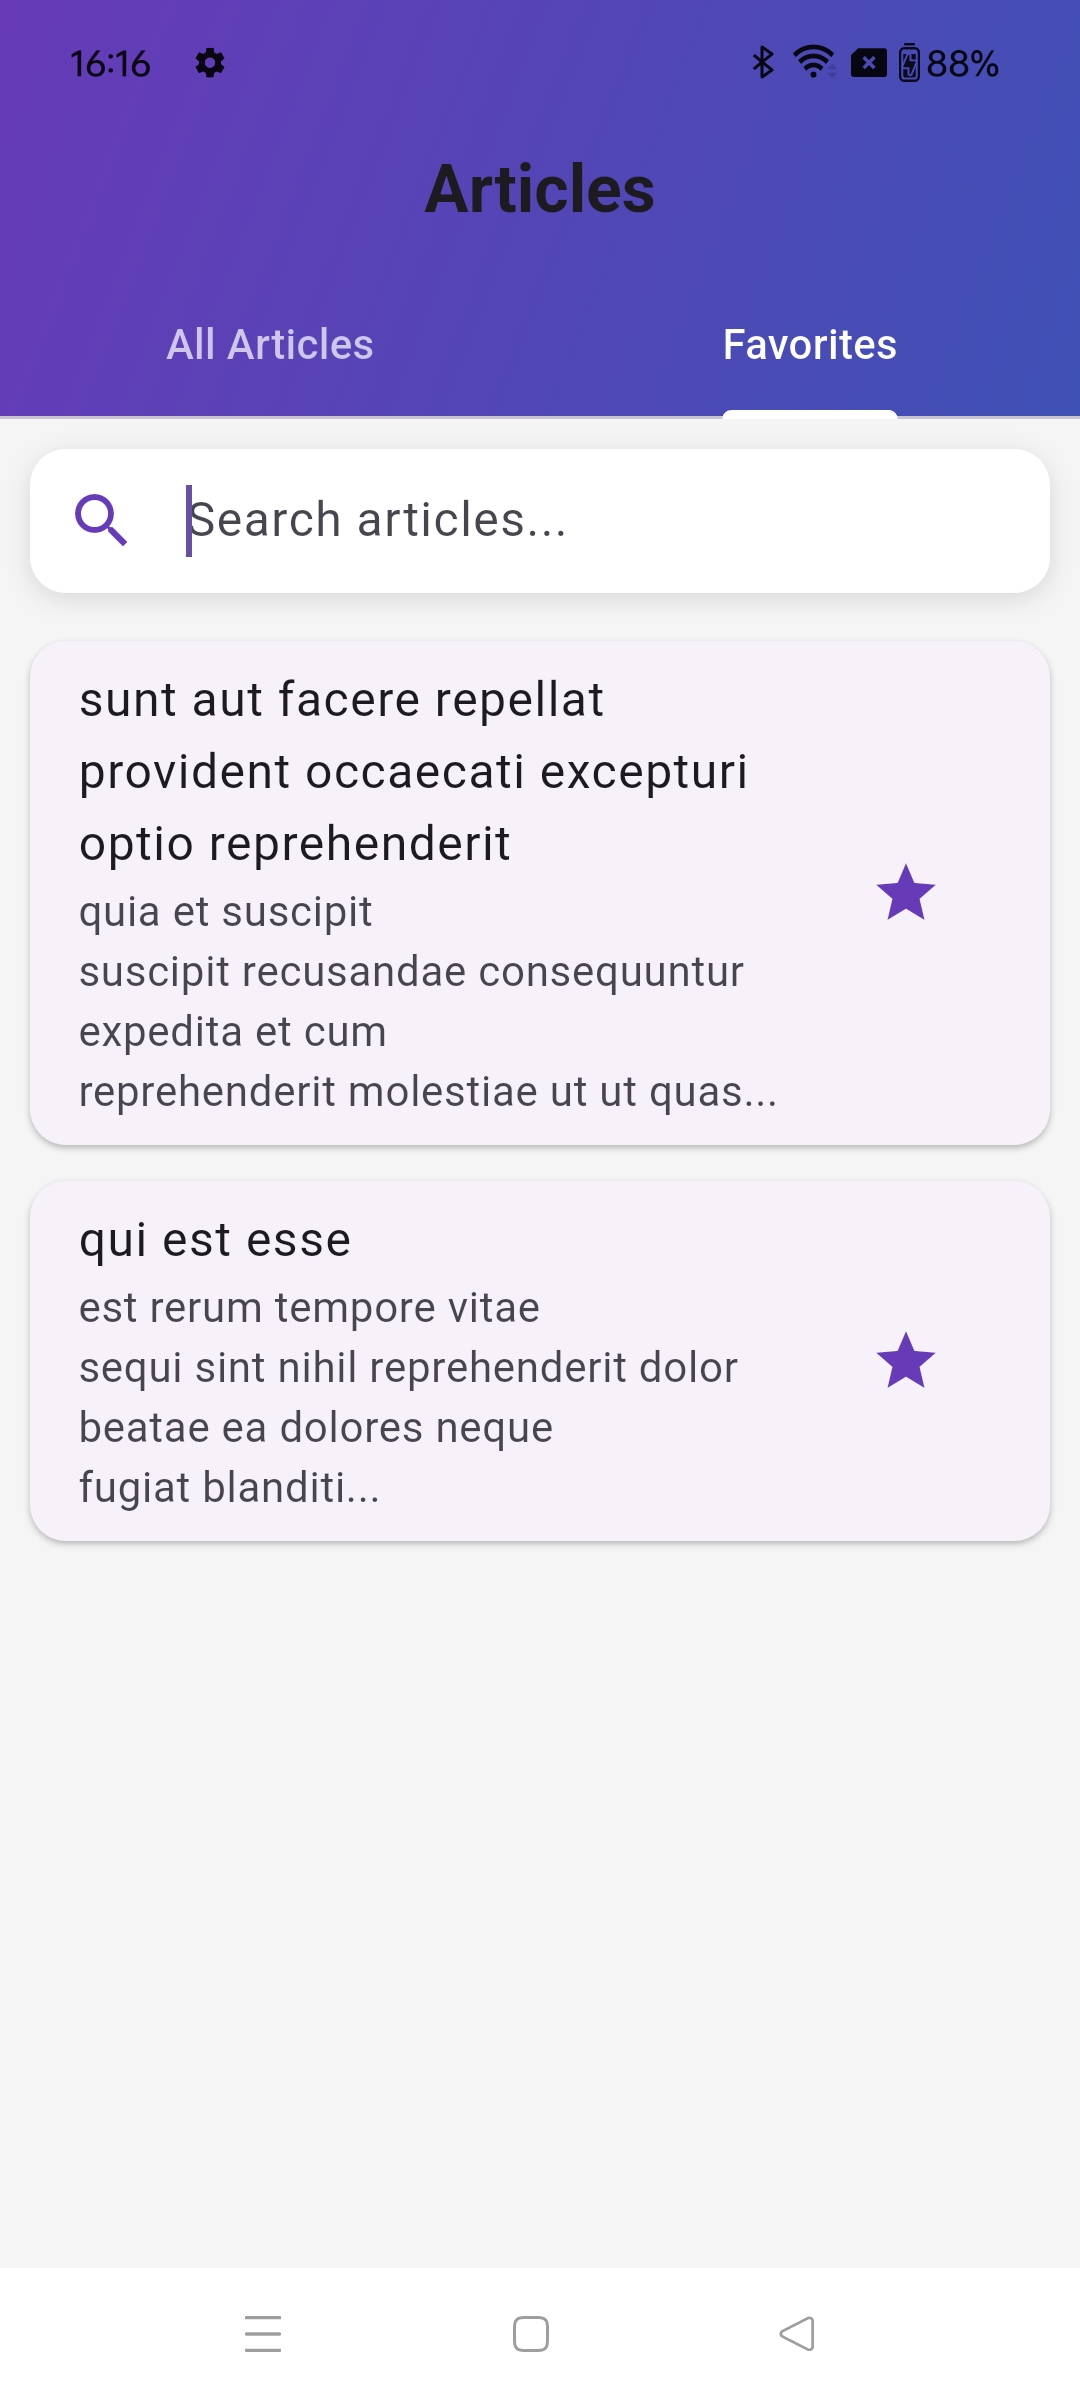 16:16
88%
Articles
All Articles
Favorites
Search articles...
sunt aut facere repellat
provident occaecati excepturi
optio reprehenderit
quia et suscipit
suscipit recusandae consequuntur
expedita et cum
reprehenderit molestiae ut ut quas...
qui est esse
est rerum tempore vitae
sequi sint nihil reprehenderit dolor
beatae ea dolores neque
fugiat blanditi...